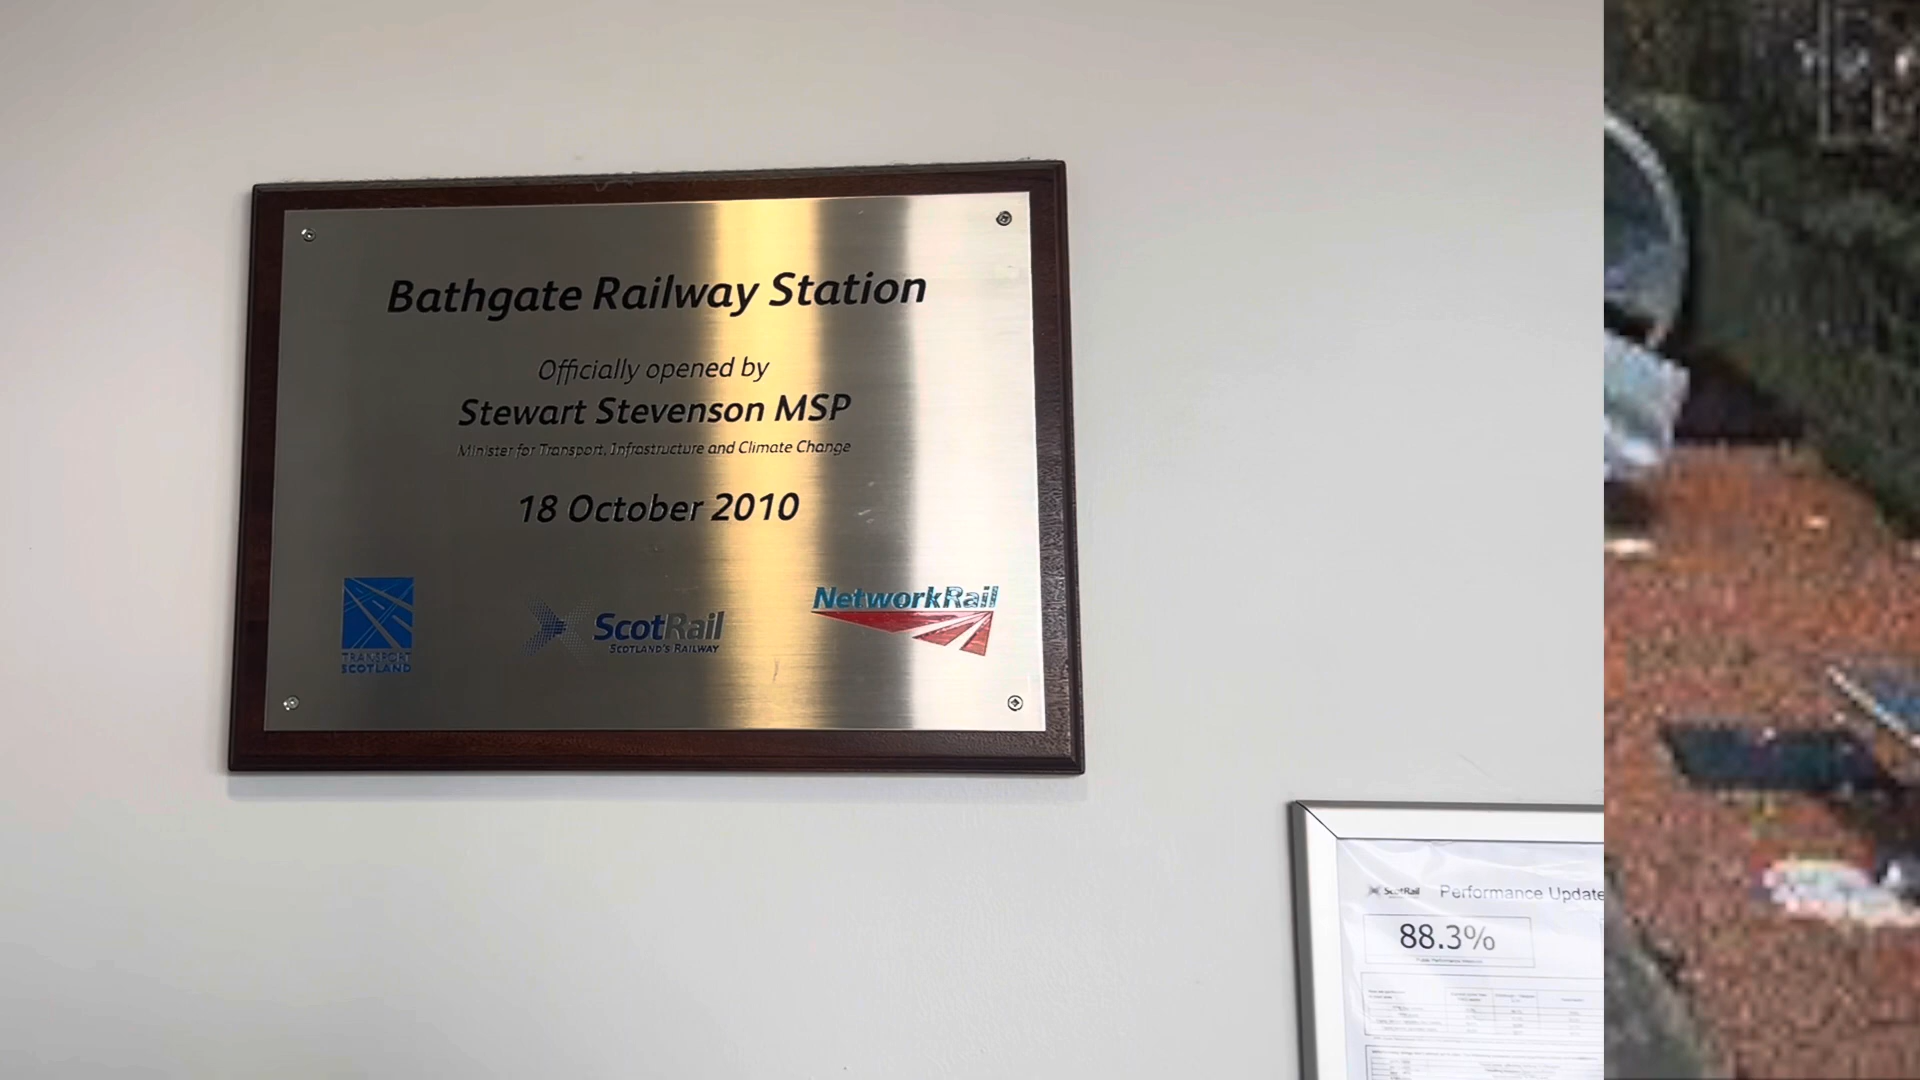 Bathgate Railway Station
Officially opened by
Stewart Stevenson MSP
Minister for Transport, Infrastructure and Climate Change
18 October 2010
TRANSPORT
SCOTLAND
ScotRail
SCOTLAND'S RAILWAY
NetworkRail
ScotRail Performance Update
88.3%